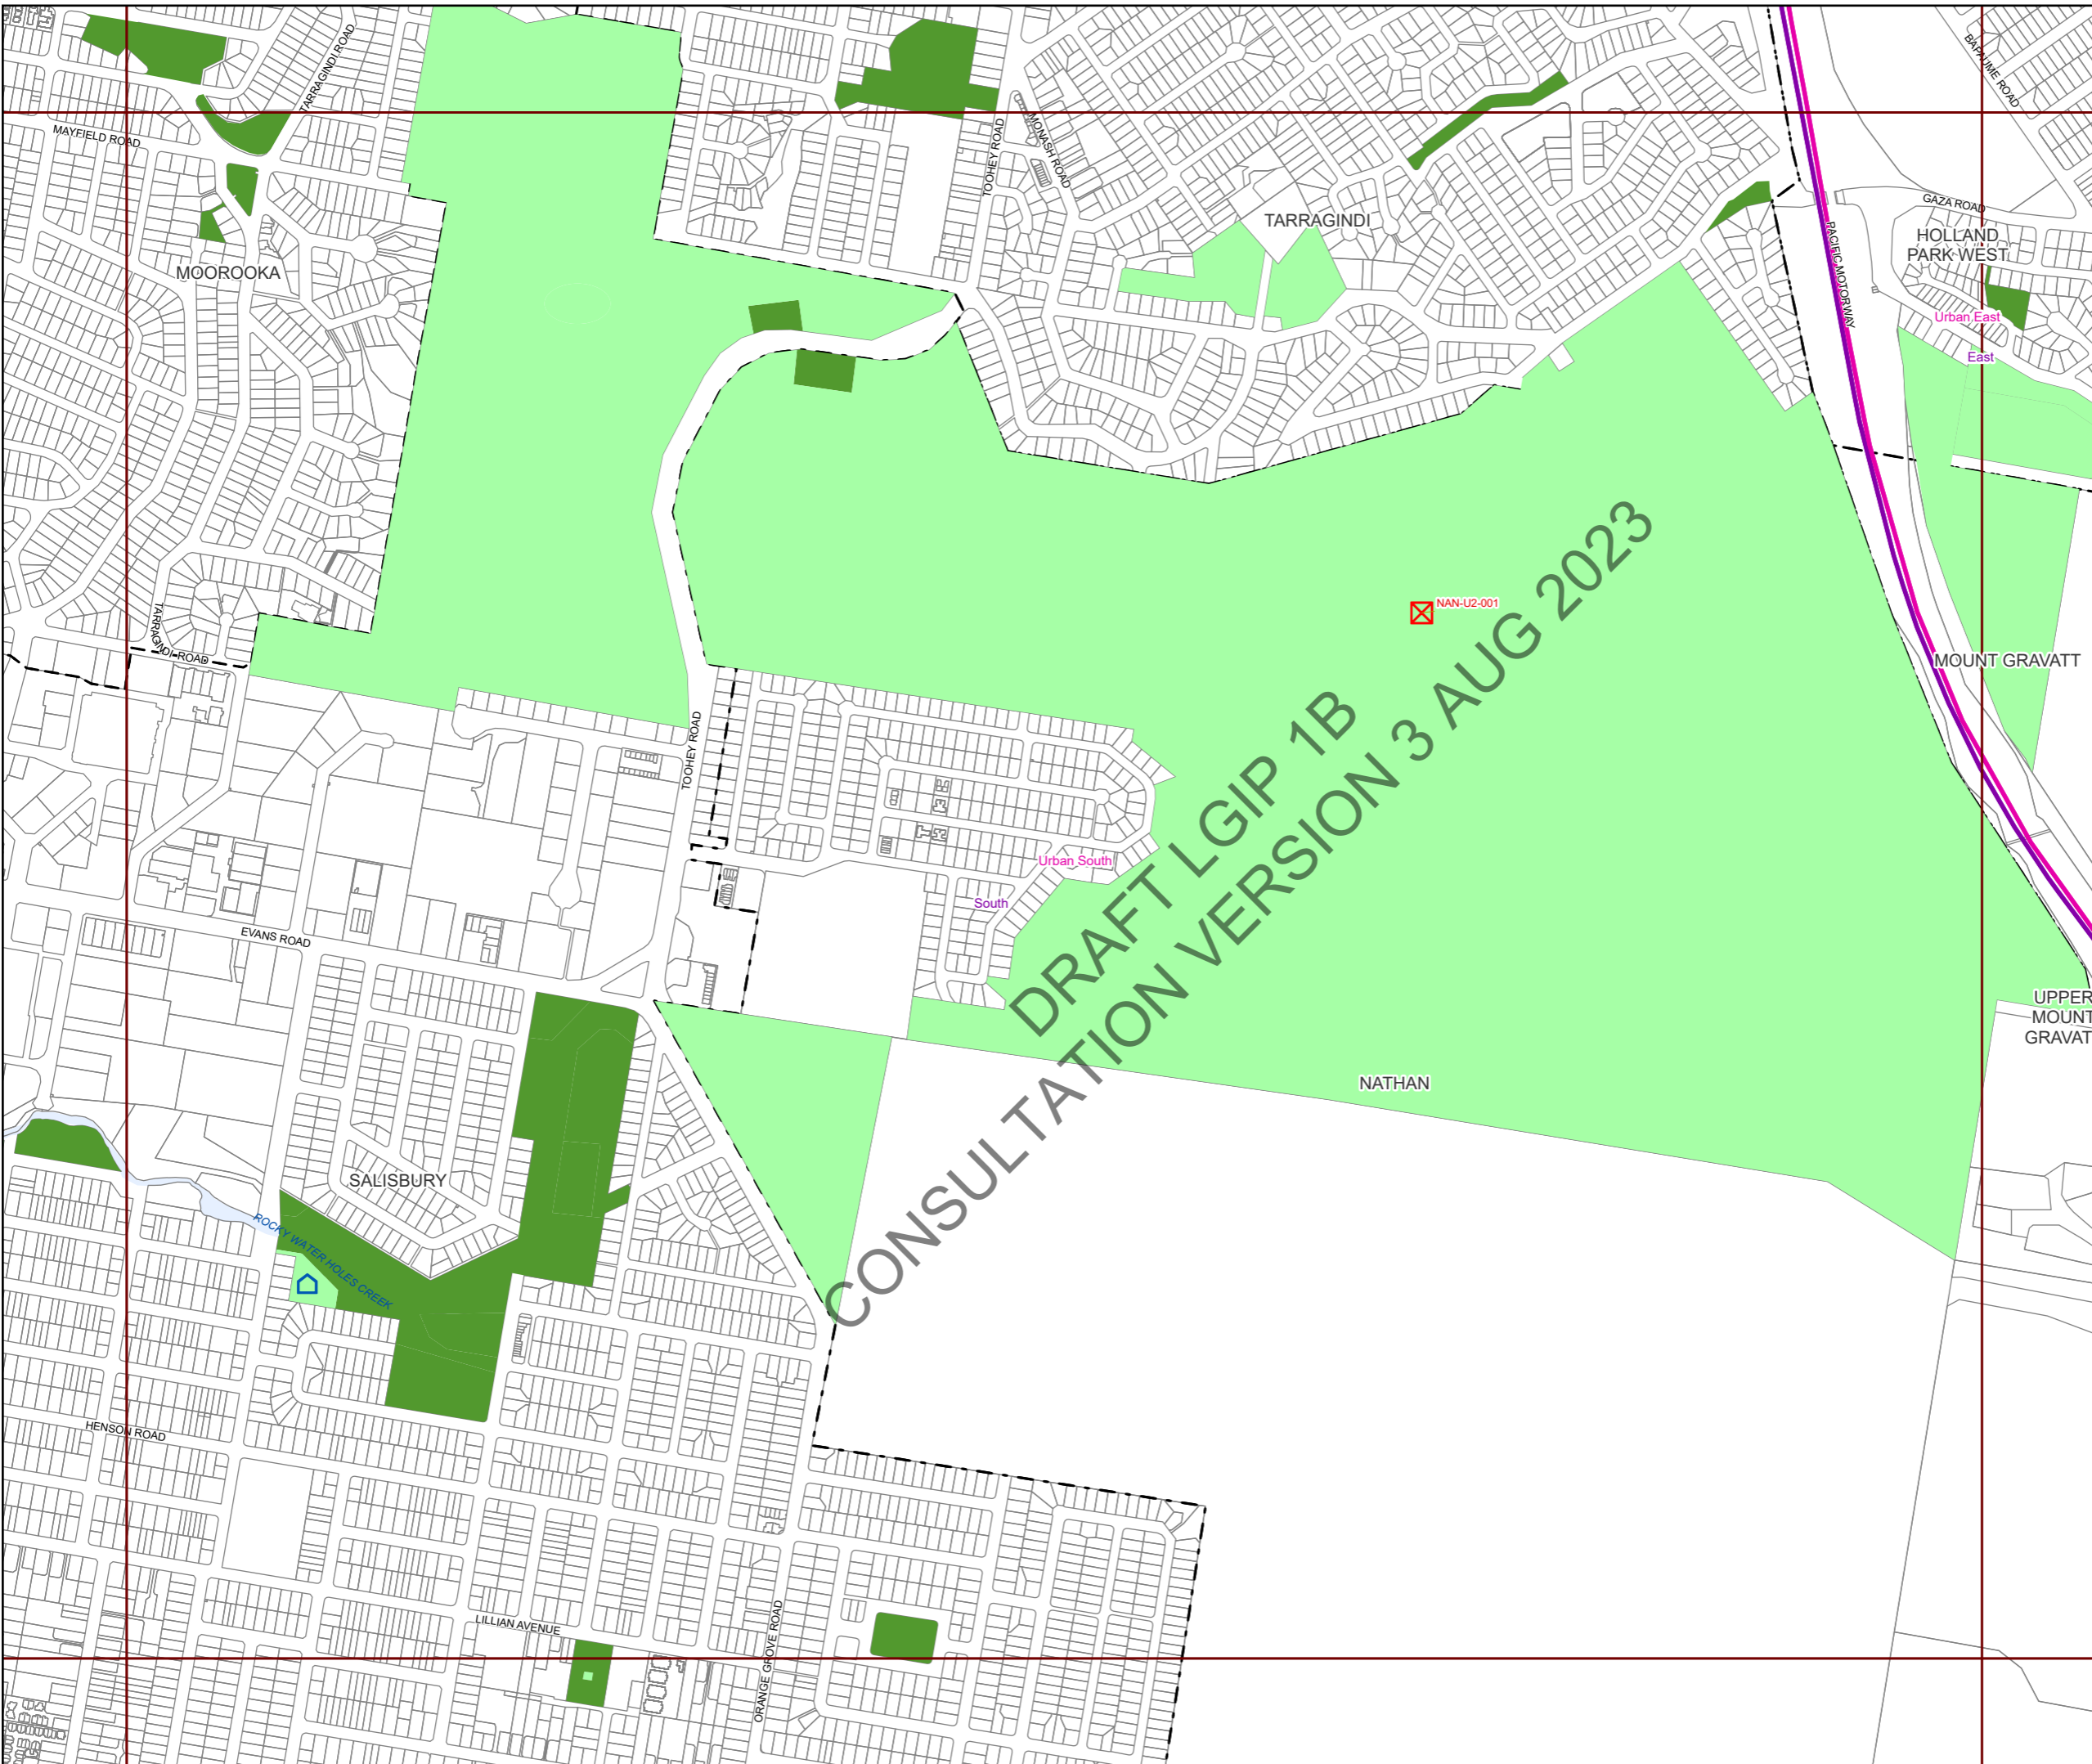 TARRAGINDI ROAD
BAPAUME ROAD
MAYFIELD ROAD
TOOHEY ROAD
MONASH ROAD
TARRAGINDI
GAZA ROAD
PACIFIC MOTORWAY
HOLLAND
PARK WEST
MOOROOKA
Urban East
East
NAN-U2-001
TARRAGINDI ROAD
MOUNT GRAVATT
TOOHEY ROAD
DRAFT LGIP 1B
CONSULTATION VERSION 3 AUG 2023
Urban South
South
EVANS ROAD
UPPER
MOUNT
GRAVAT
NATHAN
SALISBURY
ROCKY WATER HOLES CREEK
HENSON ROAD
LILLIAN AVENUE
ORANGE GROVE ROAD